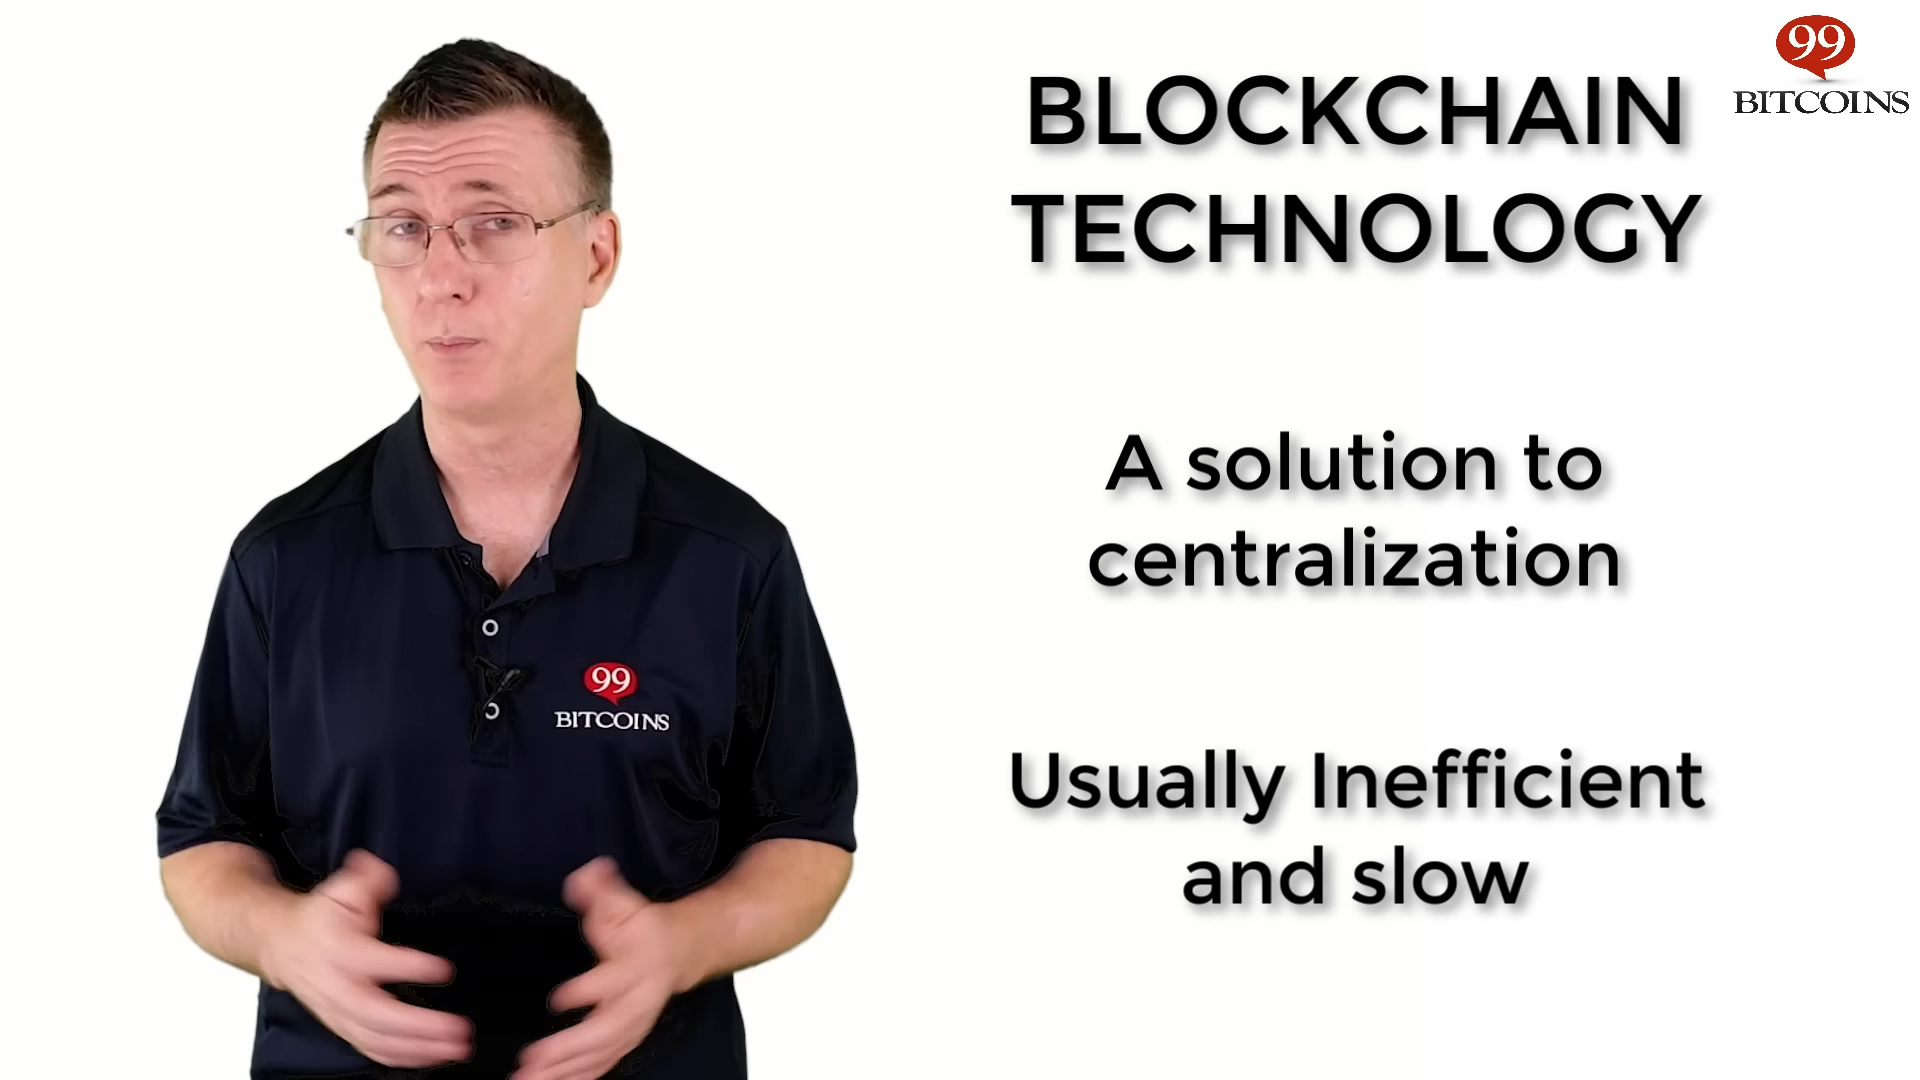 99
BITCOINS
BLOCKCHAIN
TECHNOLOGY
A solution to
centralization
Usually Inefficient
and slow
99
BITCOINS